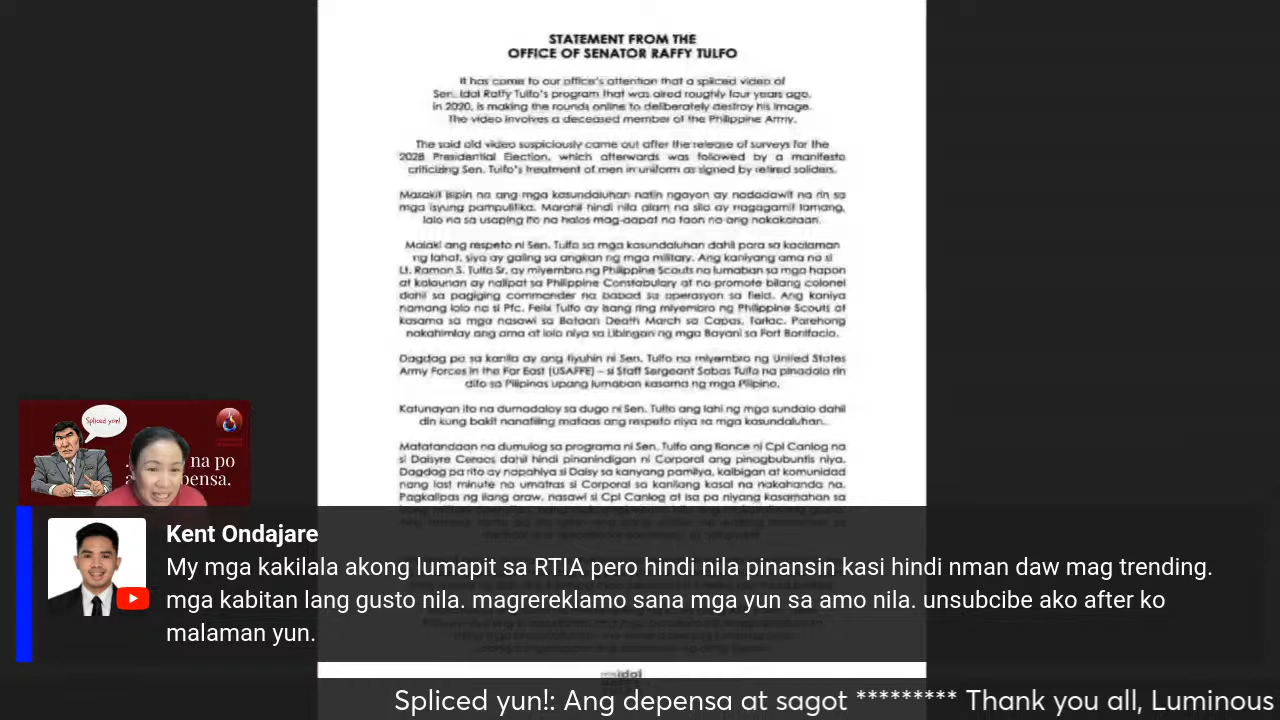 STATEMENT FROM THE
OFFICE OF SENATOR RAFFY TULFO
It has come to our office's attention that a spliced video of
Sen. Idol Raffy Tulfo's program that was aired roughly four years ago,
in 2020, is making the rounds online to deliberately destroy his image.
The video involves a deceased member of the Philippine Army.
The said old video suspiciously came out after the release of surveys for the
2028 Presidential Election, which afterwards was followed by a manifesto
criticizing Sen. Tulfo's treatment of men in uniform as signed by retired soldiers.
Masakit isipin na ang mga kasundaluhan natin ngayon ay nadadawit na rin sa
mga isyung pampulitika. Marahil hindi nila alam na sila ay nagagamit lamang,
lalo na sa usaping ito na halos mag-aapat na taon na ang nakakaraan.
Malaki ang respeto ni Sen. Tulfo sa mga kasundaluhan dahil para sa kaalaman
ng lahat, siya ay galing sa angkan ng mga military. Ang kaniyang ama na si
Lt. Ramon S. Tulfo Sr. ay miyembro ng Philippine Scouts na lumaban sa mga hapon
at kalaunan ay nalipat sa Philippine Constabulary at na-promote bilang colonel
dahil sa pagiging commander na babad sa operasyon sa field. Ang kaniya
namang lolo na si Pfc. Felix Tulfo ay isang ring miyembro ng Philippine Scouts at
kasama sa mga nasawi sa Bataan Death March sa Capas, Tarlac. Parehong
nakahimlay ang ama at lolo niya sa Libingan ng mga Bayani sa Fort Bonifacio.
Dagdag pa sa kanila ay ang tiyuhin ni Sen. Tulfo na miyembro ng United States
Army Forces in the Far East (USAFFE) – si Staff Sergeant Sabas Tulfo na pinadala rin
dito sa Pilipinas upang lumaban kasama ng mga Pilipino.
Katunayan ito na dumadaloy sa dugo ni Sen. Tulfo ang lahi ng mga sundalo dahil
din kung bakit nanatiling mataas ang respeto niya sa mga kasundaluhan.
Matatandaan na dumulog sa programa ni Sen. Tulfo ang fiance ni Cpl Canlog na
si Daisyre Ceraos dahil hindi pinanindigan ni Corporal ang pinagbubuntis niya.
Dagdag pa rito ay napahiya si Daisy sa kanyang pamilya, kaibigan at komunidad
nang last minute na umatras si Corporal sa kanilang kasal na nakahanda na.
Pagkalipas ng ilang araw, nasawi si Cpl Canlog at isa pa niyang kasamahan sa
Spliced yun!
na po
pensa.
Kent Ondajare
My mga kakilala akong lumapit sa RTIA pero hindi nila pinansin kasi hindi nman daw mag trending.
mga kabitan lang gusto nila. magrereklamo sana mga yun sa amo nila. unsubcibe ako after ko
malaman yun.
idol
Spliced yun!: Ang depensa at sagot ********* Thank you all, Luminous